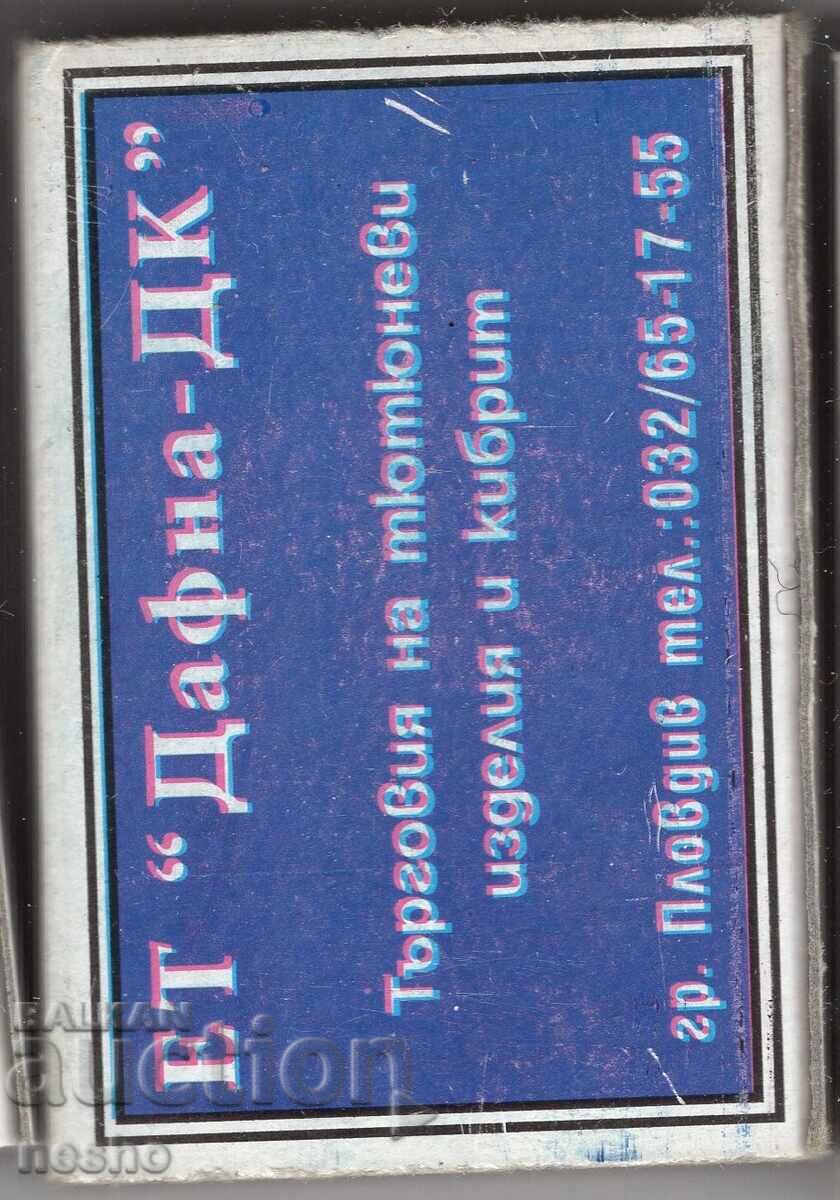 ЕТ “Дафна-ДК”
Търговия на тютюневи
изделия и кибрит
гр. Пловдив тел.:032/65-17-55
BALKAN
auction
nesho